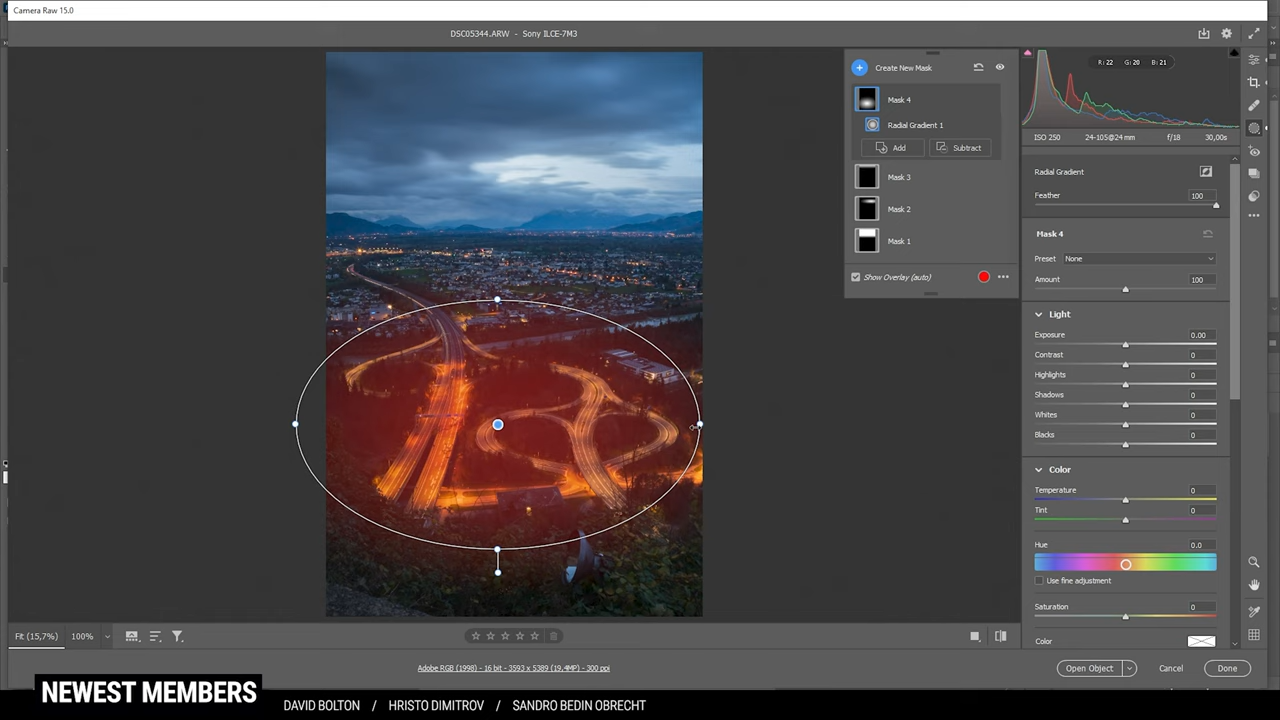 Camera Raw 15.0
DSC05344.ARW - Sony ILCE-7M3
Create New Mask
Mask 4
Radial Gradient 1
Add Subtract
Mask 3
Mask 2
Mask 1
Show Overlay (auto)
R: 22 G: 20 B: 21
ISO 250 24-105@24 mm f/18 30,00s
Radial Gradient
Feather 100
Mask 4
Preset None
Amount 100
Light
Exposure 0.00
Contrast 0
Highlights 0
Shadows 0
Whites 0
Blacks 0
Color
Temperature 0
Tint 0
Hue 0.0
Use fine adjustment
Saturation 0
Color
Fit (15,7%) 100%
Adobe RGB (1998) - 16 bit - 3593 x 5389 (19,4MP) - 300 ppi
Open Object Cancel Done
NEWEST MEMBERS
DAVID BOLTON / HRISTO DIMITROV / SANDRO BEDIN OBRECHT